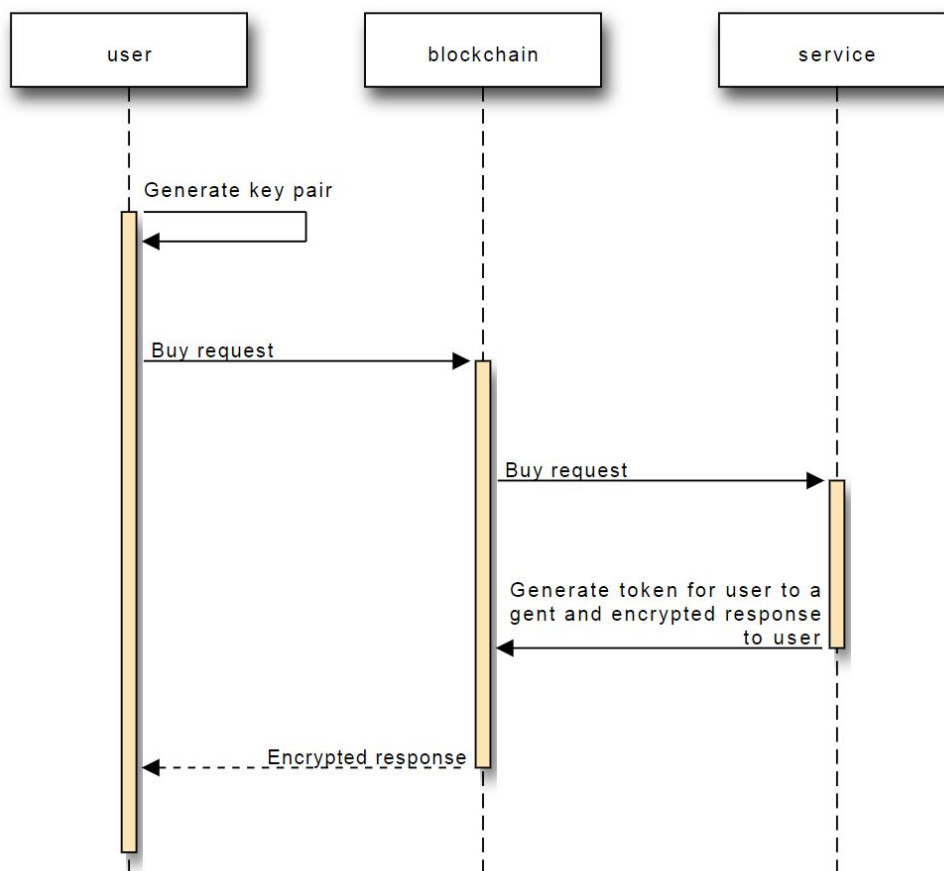 user
blockchain
service
Generate key pair
Buy request
Buy request
Generate token for user to a
gent and encrypted response
to user
Encrypted response